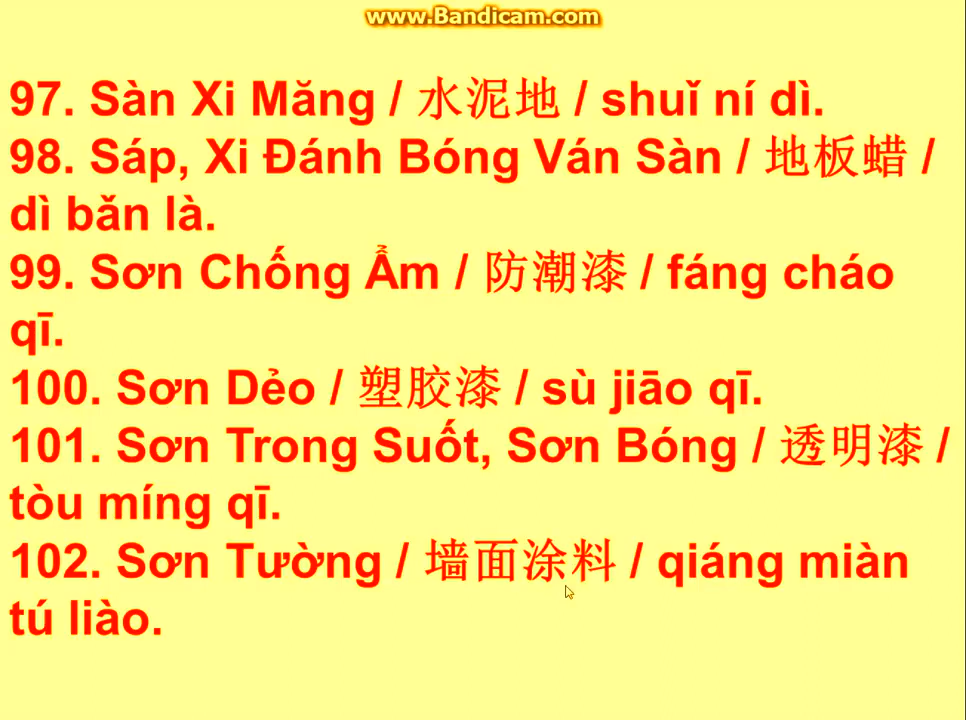 www.Bandicam.com
97. Sàn Xi Măng / 水泥地 / shuǐ ní dì.
98. Sáp, Xi Đánh Bóng Ván Sàn / 地板蜡 /
dì bǎn là.
99. Sơn Chống Ẩm / 防潮漆 / fáng cháo
qī.
100. Sơn Dẻo / 塑胶漆 / sù jiāo qī.
101. Sơn Trong Suốt, Sơn Bóng / 透明漆 /
tòu míng qī.
102. Sơn Tường / 墙面涂料 / qiáng miàn
tú liào.